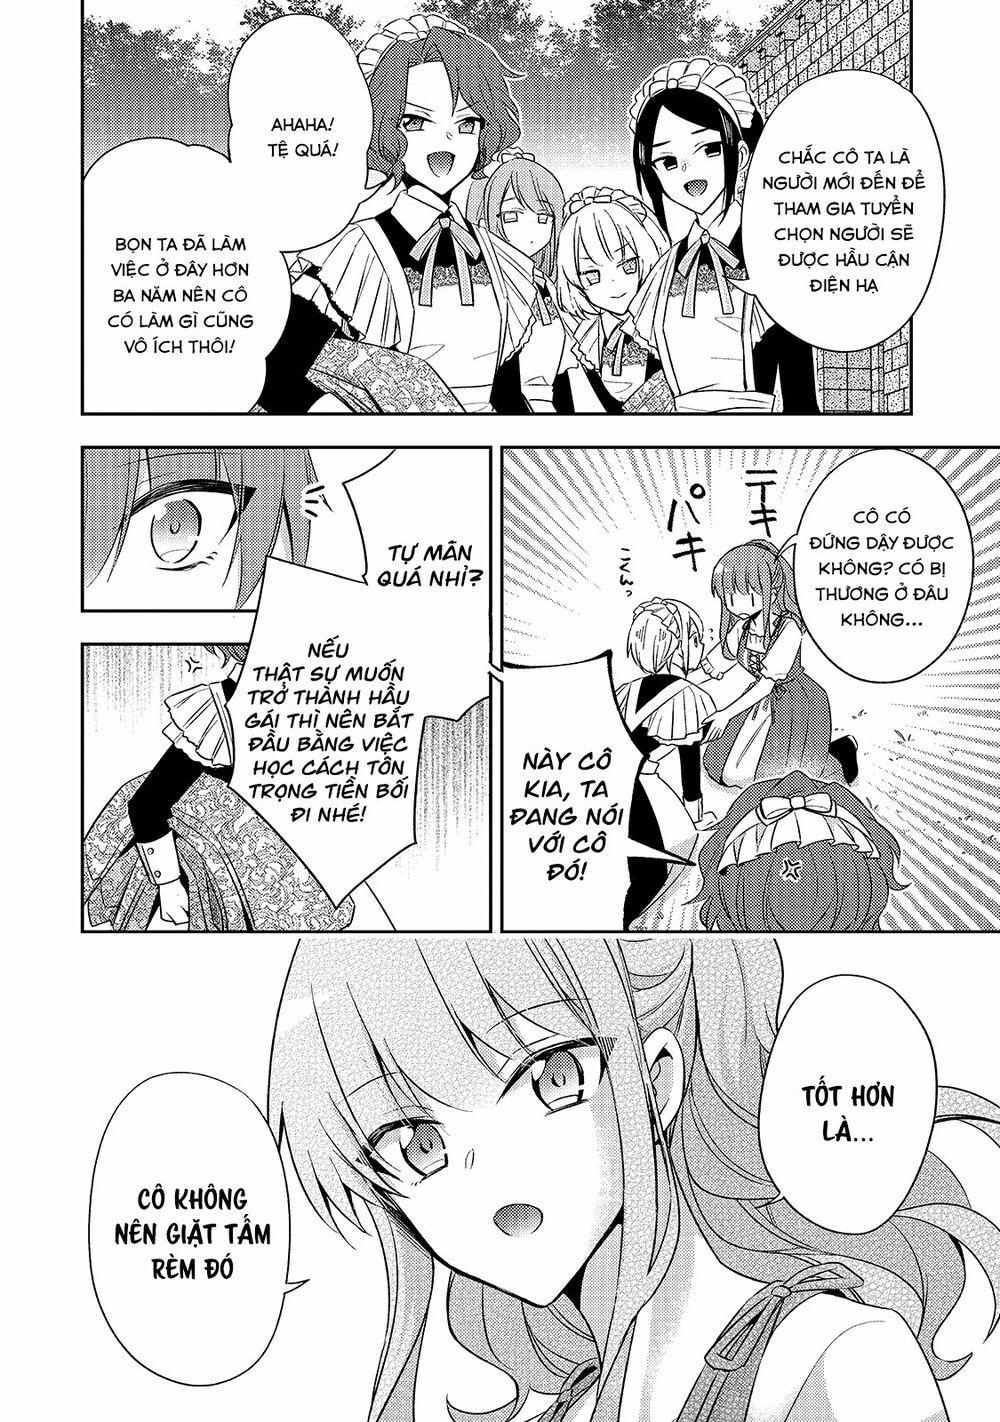 CHẮC CÔ TA LÀ
NGƯỜI MỚI ĐẾN ĐỂ
THAM GIA TUYỂN
CHỌN NGƯỜI SẼ
ĐƯỢC HẦU CẬN
ĐIỆN HẠ
AHAHA!
TỆ QUÁ!
BỌN TA ĐÃ LÀM
VIỆC Ở ĐÂY HƠN
BA NĂM NÊN CÔ
CÓ LÀM GÌ CŨNG
VÔ ÍCH THÔI!
CÔ CÓ
ĐỨNG DẬY ĐƯỢC
KHÔNG? CÓ BỊ
THƯƠNG Ở ĐÂU
KHÔNG...
テキ
パキ
こくんっ
NÀY CÔ
KIA, TA
ĐANG NÓI
VỚI CÔ
ĐÓ!
TỰ MÃN
QUÁ NHỈ?
NẾU
THẬT SỰ MUỐN
TRỞ THÀNH HẦU
GÁI THÌ NÊN BẮT
ĐẦU BẰNG VIỆC
HỌC CÁCH TÔN
TRỌNG TIỀN BỐI
ĐI NHÉ!
TỐT HƠN
LÀ...
CÔ KHÔNG
NÊN GIẶT TẤM
RÈM ĐÓ